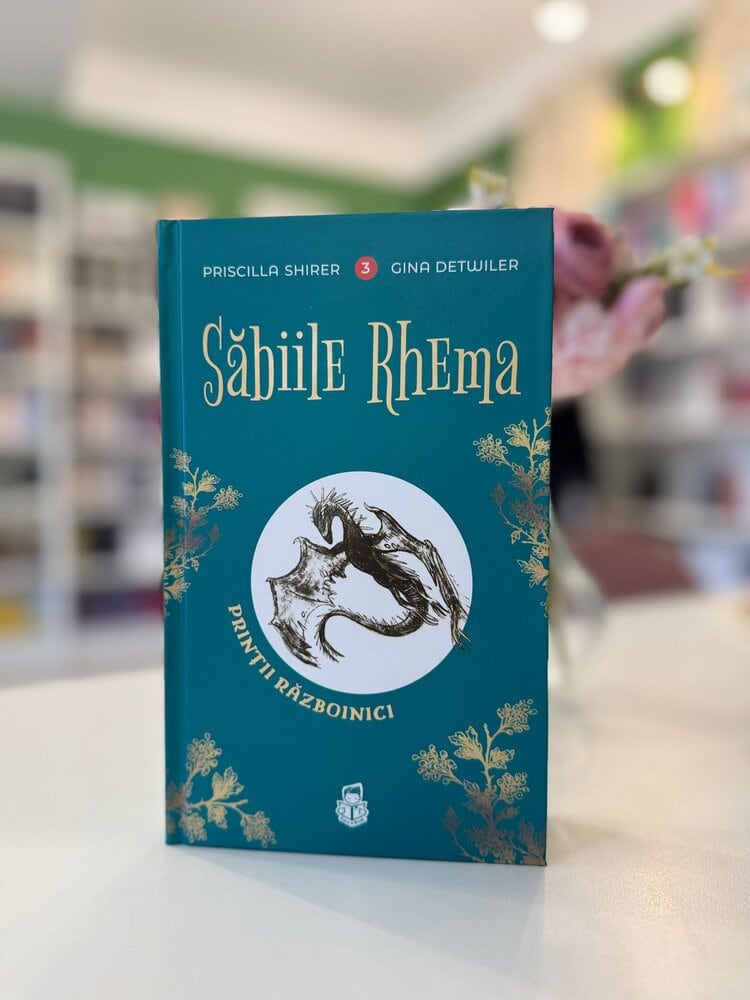 PRISCILLA SHIRER 3 GINA DETWILER
Săbiile Rhema
PRINȚII RĂZBOINICI